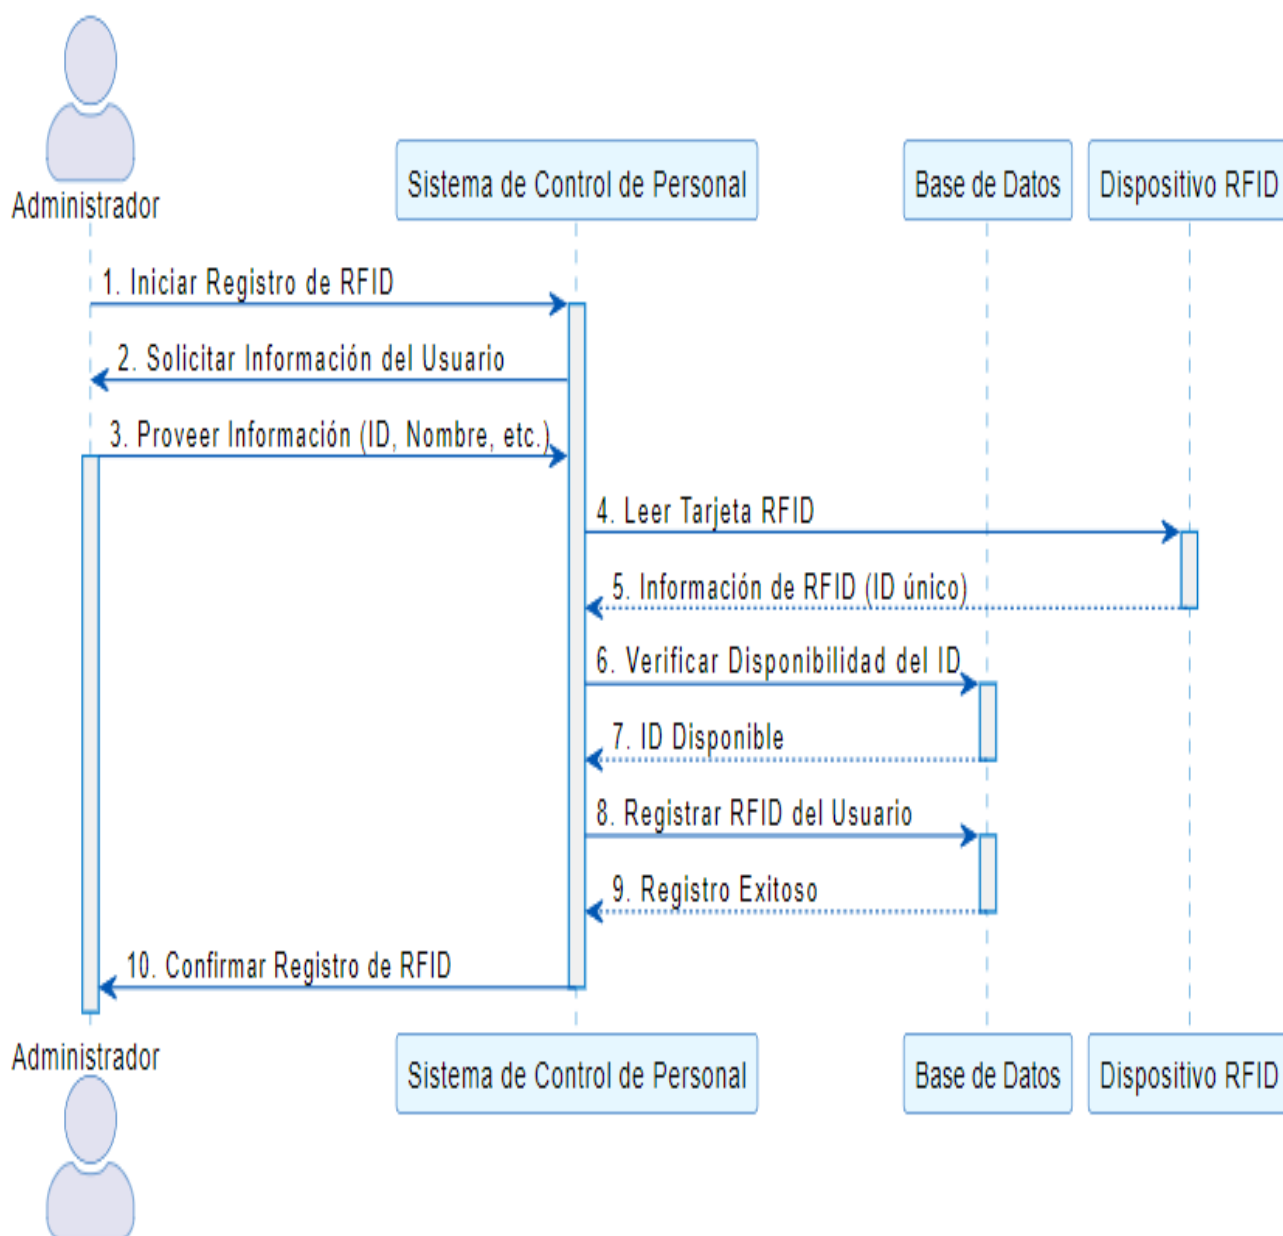 Administrador
Sistema de Control de Personal
Base de Datos
Dispositivo RFID
1. Iniciar Registro de RFID
2. Solicitar Información del Usuario
3. Proveer Información (ID, Nombre, etc.)
4. Leer Tarjeta RFID
5. Información de RFID (ID único)
6. Verificar Disponibilidad del ID
7. ID Disponible
8. Registrar RFID del Usuario
9. Registro Exitoso
10. Confirmar Registro de RFID
Administrador
Sistema de Control de Personal
Base de Datos
Dispositivo RFID